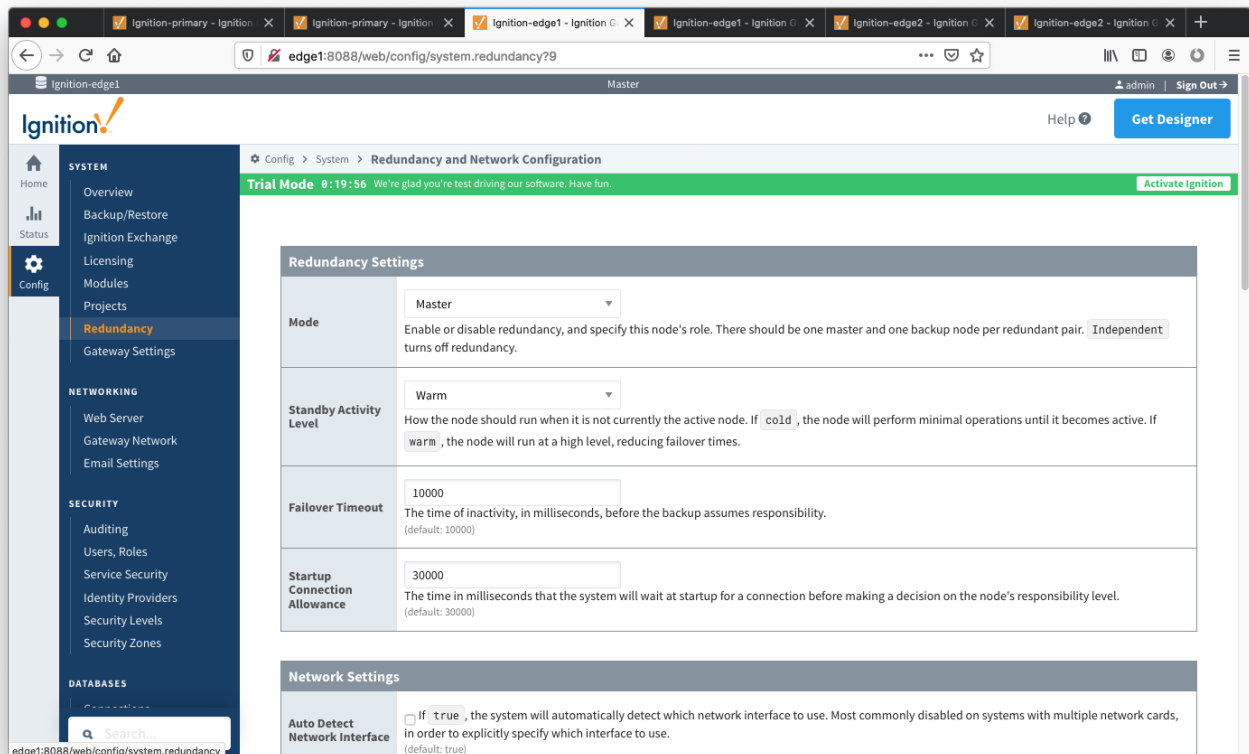 Ignition-primary - Ignition
Ignition-primary - Ignition
Ignition-edge1 - Ignition G
Ignition-edge1 - Ignition G
Ignition-edge2 - Ignition G
Ignition-edge2 - Ignition G
edge1:8088/web/config/system.redundancy?9
Ignition-edge1
Master
admin | Sign Out
Ignition!
Help
Get Designer
Home
Status
Config
SYSTEM
Overview
Backup/Restore
Ignition Exchange
Licensing
Modules
Projects
Redundancy
Gateway Settings
NETWORKING
Web Server
Gateway Network
Email Settings
SECURITY
Auditing
Users, Roles
Service Security
Identity Providers
Security Levels
Security Zones
DATABASES
Connections
Search...
edge1:8088/web/config/system.redundancy
Config > System > Redundancy and Network Configuration
Trial Mode 0:19:56 We're glad you're test driving our software. Have fun.
Activate Ignition
Redundancy Settings
Mode
Master
Enable or disable redundancy, and specify this node's role. There should be one master and one backup node per redundant pair. Independent
turns off redundancy.
Standby Activity
Level
Warm
How the node should run when it is not currently the active node. If cold , the node will perform minimal operations until it becomes active. If
warm , the node will run at a high level, reducing failover times.
Failover Timeout
10000
The time of inactivity, in milliseconds, before the backup assumes responsibility.
(default: 10000)
Startup
Connection
Allowance
30000
The time in milliseconds that the system will wait at startup for a connection before making a decision on the node's responsibility level.
(default: 30000)
Network Settings
Auto Detect
Network Interface
If true , the system will automatically detect which network interface to use. Most commonly disabled on systems with multiple network cards,
in order to explicitly specify which interface to use.
(default: true)